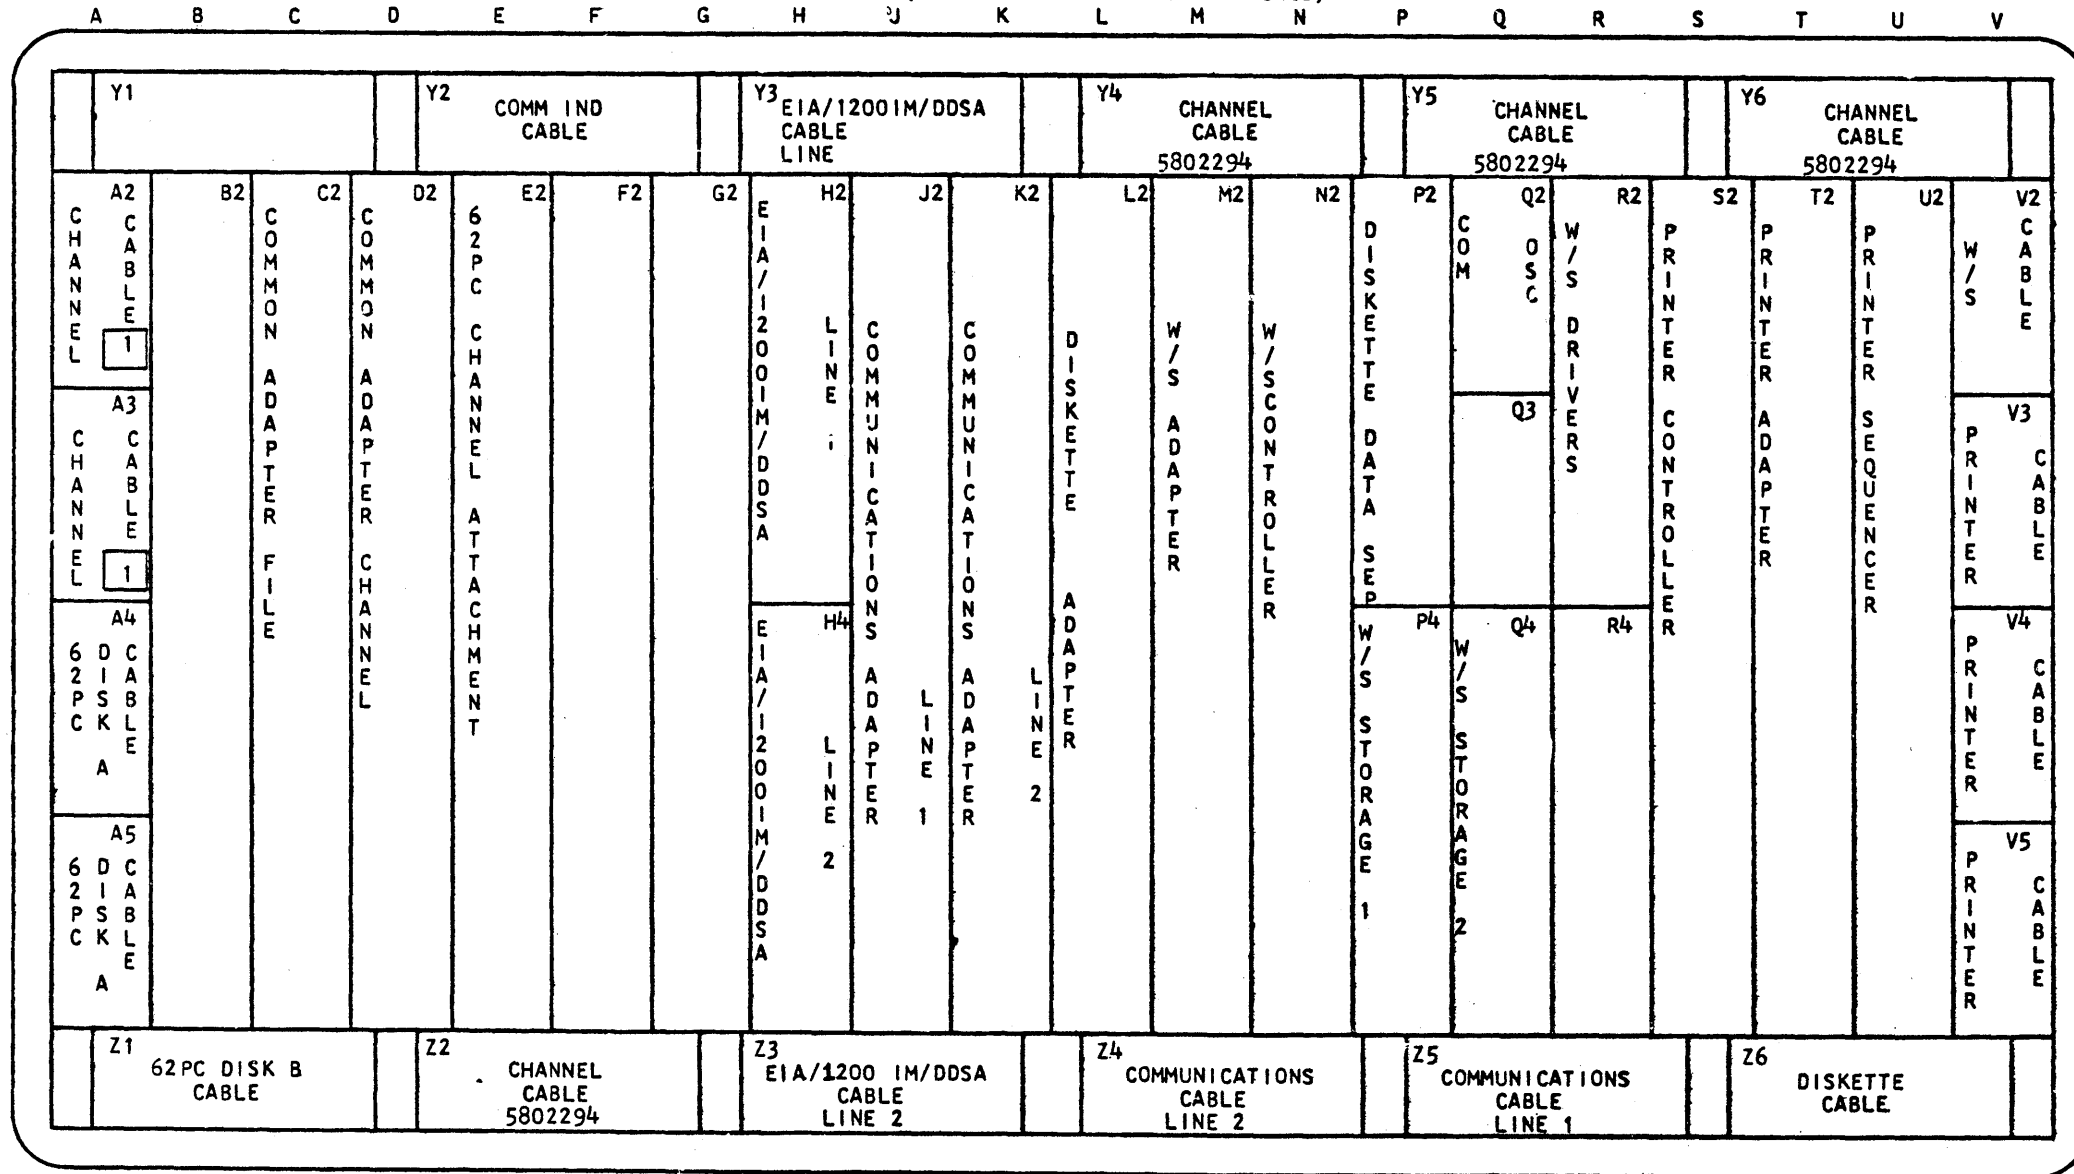 A B C D E F G H J K L M N P Q R S T U V
Y1
Y2
COMM IND
CABLE
Y3 EIA/1200IM/DDSA
CABLE
LINE
Y4
CHANNEL
CABLE
5802294
Y5
CHANNEL
CABLE
5802294
Y6
CHANNEL
CABLE
5802294
A2
CHANNEL
CABLE
1
A3
CHANNEL
CABLE
1
A4
62PC
DISK A
CABLE
A5
62PC
DISK A
CABLE
B2
C2
COMMON ADAPTER FILE
D2
COMMON ADAPTER CHANNEL
E2
62PC CHANNEL ATTACHMENT
F2
G2
H2
EIA/1200IM/DDSA
LINE 1
H4
EIA/1200IM/DDSA
LINE 2
J2
COMMUNICATIONS ADAPTER
LINE 1
K2
COMMUNICATIONS ADAPTER
LINE 2
L2
DISKETTE ADAPTER
M2
W/S ADAPTER
N2
W/SCONTROLLER
P2
DISKETTE DATA SEP
P4
W/S STORAGE 1
Q2
COM
OSC
Q3
Q4
W/S STORAGE 2
R2
W/S DRIVERS
R4
S2
PRINTER CONTROLLER
T2
PRINTER ADAPTER
U2
PRINTER SEQUENCER
V2
W/S
CABLE
V3
PRINTER
CABLE
V4
PRINTER
CABLE
V5
PRINTER
CABLE
Z1
62PC DISK B
CABLE
Z2
CHANNEL
CABLE
5802294
Z3
EIA/1200 IM/DDSA
CABLE
LINE 2
Z4
COMMUNICATIONS
CABLE
LINE 2
Z5
COMMUNICATIONS
CABLE
LINE 1
Z6
DISKETTE
CABLE